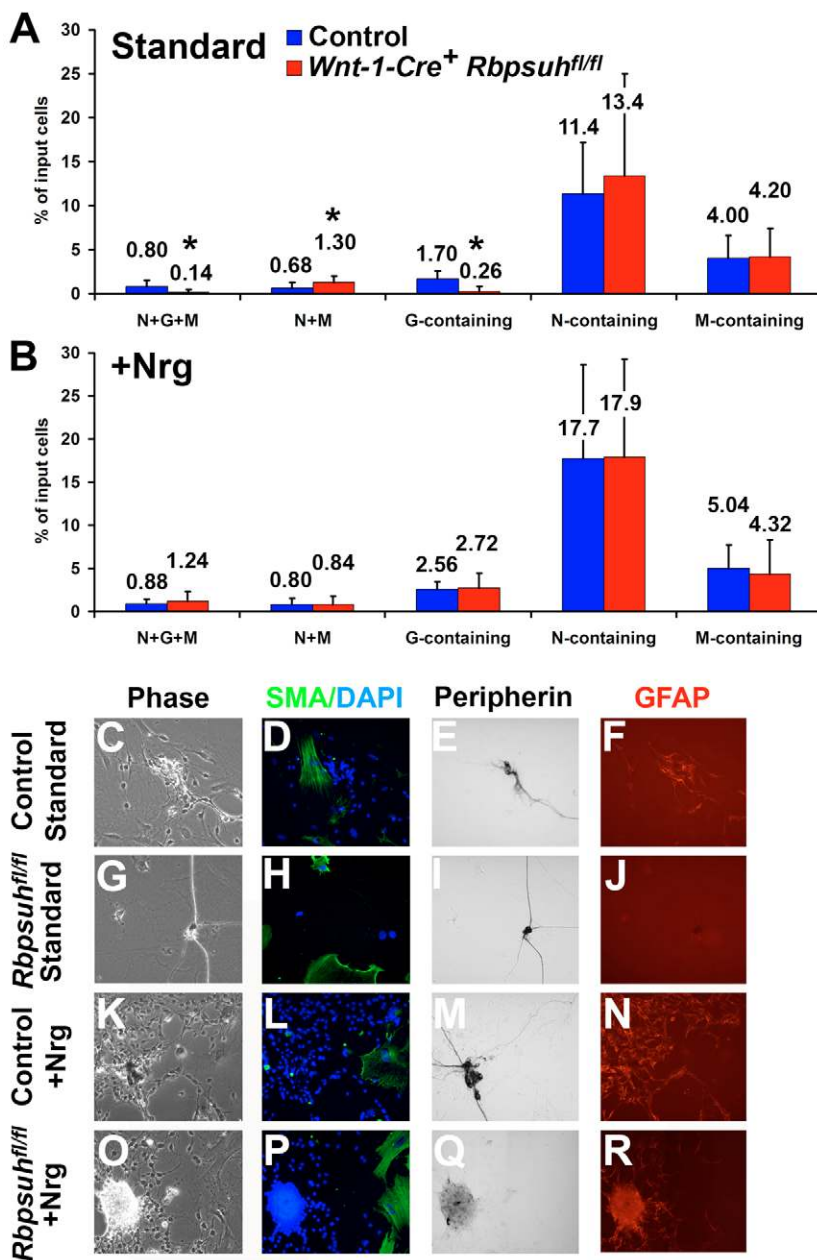 A
Standard
Control
Wnt-1-Cre+ Rbpsuhfl/fl
% of input cells
30
25
20
15
10
5
0
0.80
*
0.14
0.68
*
1.30
1.70
*
0.26
11.4
13.4
4.00
4.20
N+G+M N+M G-containing N-containing M-containing
B
+Nrg
% of input cells
30
25
20
15
10
5
0
0.88
1.24
0.80
0.84
2.56
2.72
17.7
17.9
5.04
4.32
N+G+M N+M G-containing N-containing M-containing
Phase SMA/DAPI Peripherin GFAP
Control
Standard
C D E F
Rbpsuhfl/fl
Standard
G H I J
Control
+Nrg
K L M N
Rbpsuhfl/fl
+Nrg
O P Q R